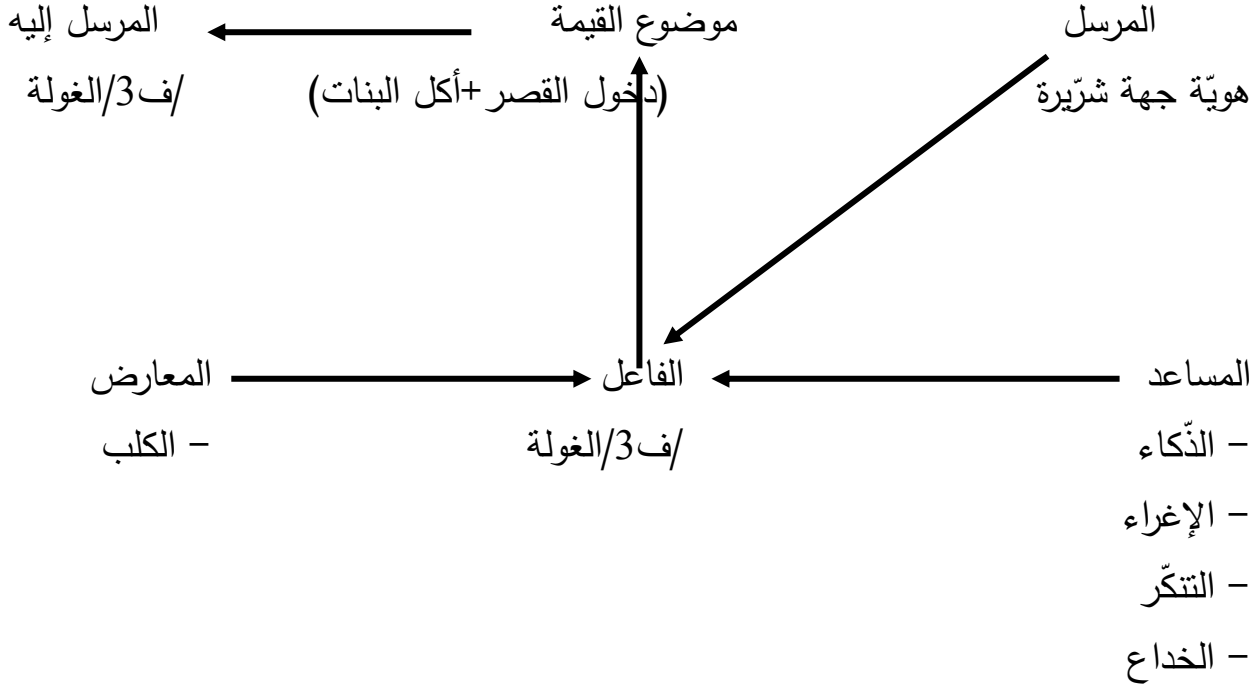 المرسل موضوع القيمة المرسل إليه
هويّة جهة شرّيرة (دخول القصر+أكل البنات) /ف3/الغولة
المساعد الفاعل المعارض
– الذّكاء /ف3/الغولة – الكلب
– الإغراء
– التنكّر
– الخداع